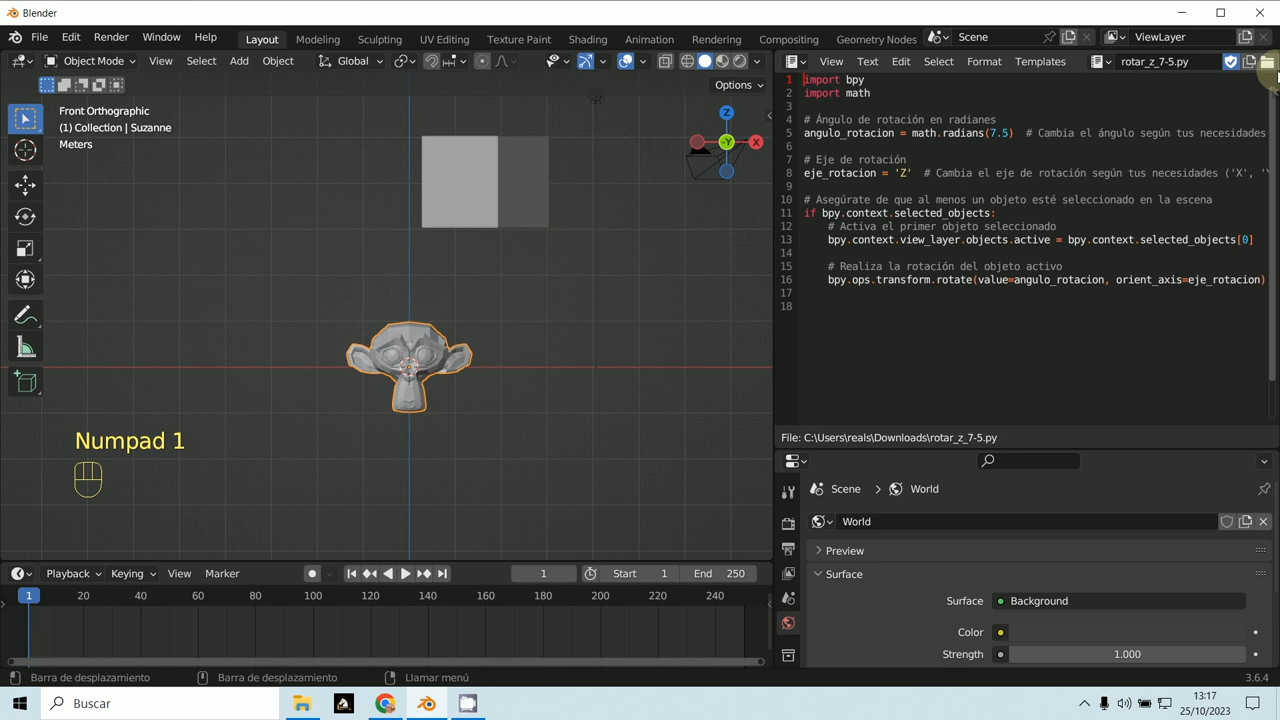 Blender
File Edit Render Window Help Layout Modeling Sculpting UV Editing Texture Paint Shading Animation Rendering Compositing Geometry Nodes Scene ViewLayer
Object Mode View Select Add Object Global
View Text Edit Select Format Templates rotar_z_7-5.py
Options
Front Orthographic
(1) Collection | Suzanne
Meters
Z
X
-Y
1 import bpy
2 import math
3
4 # Ángulo de rotación en radianes
5 angulo_rotacion = math.radians(7.5)  # Cambia el ángulo según tus necesidades
6
7 # Eje de rotación
8 eje_rotacion = 'Z'  # Cambia el eje de rotación según tus necesidades ('X', 'Y
9
10 # Asegúrate de que al menos un objeto esté seleccionado en la escena
11 if bpy.context.selected_objects:
12     # Activa el primer objeto seleccionado
13     bpy.context.view_layer.objects.active = bpy.context.selected_objects[0]
14
15     # Realiza la rotación del objeto activo
16     bpy.ops.transform.rotate(value=angulo_rotacion, orient_axis=eje_rotacion)
17
18
Numpad 1
File: C:\Users\reals\Downloads\rotar_z_7-5.py
Scene > World
World
Preview
Surface
Surface Background
Color
Strength 1.000
Playback Keying View Marker 1 Start 1 End 250
1 20 40 60 80 100 120 140 160 180 200 220 240
Barra de desplazamiento Barra de desplazamiento Llamar menú 3.6.4
Buscar
13:17
25/10/2023